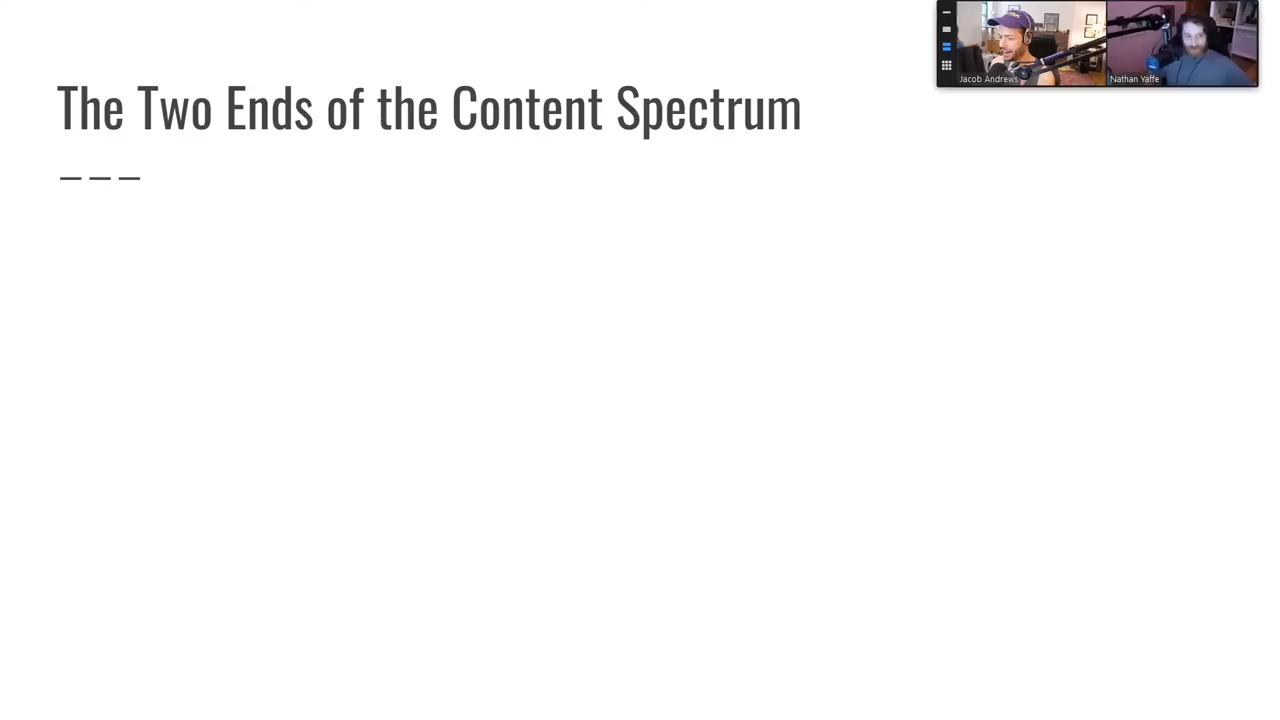 The Two Ends of the Content Spectrum
Jacob Andrews
Nathan Yaffe